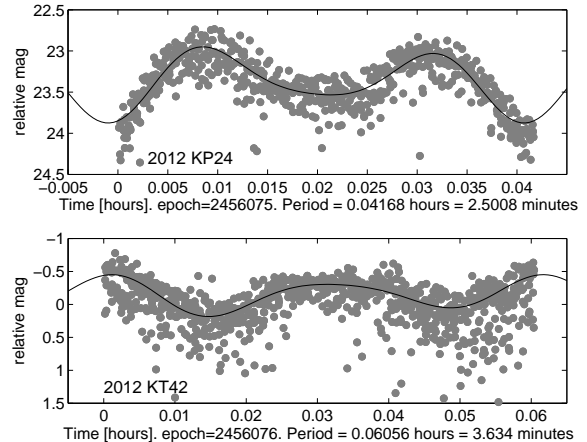 22.5
23
23.5
24
24.5
relative mag
2012 KP24
−0.005 0 0.005 0.01 0.015 0.02 0.025 0.03 0.035 0.04
Time [hours]. epoch=2456075. Period = 0.04168 hours = 2.5008 minutes
−1
−0.5
0
0.5
1
1.5
relative mag
2012 KT42
0 0.01 0.02 0.03 0.04 0.05 0.06
Time [hours]. epoch=2456076. Period = 0.06056 hours = 3.634 minutes